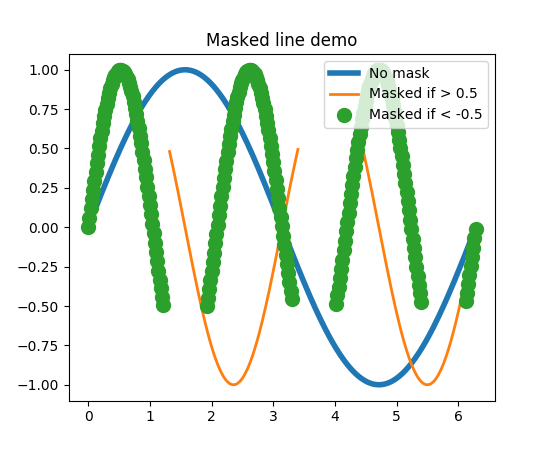 Masked line demo
1.00
0.75
0.50
0.25
0.00
−0.25
−0.50
−0.75
−1.00
0 1 2 3 4 5 6
No mask
Masked if > 0.5
Masked if < -0.5